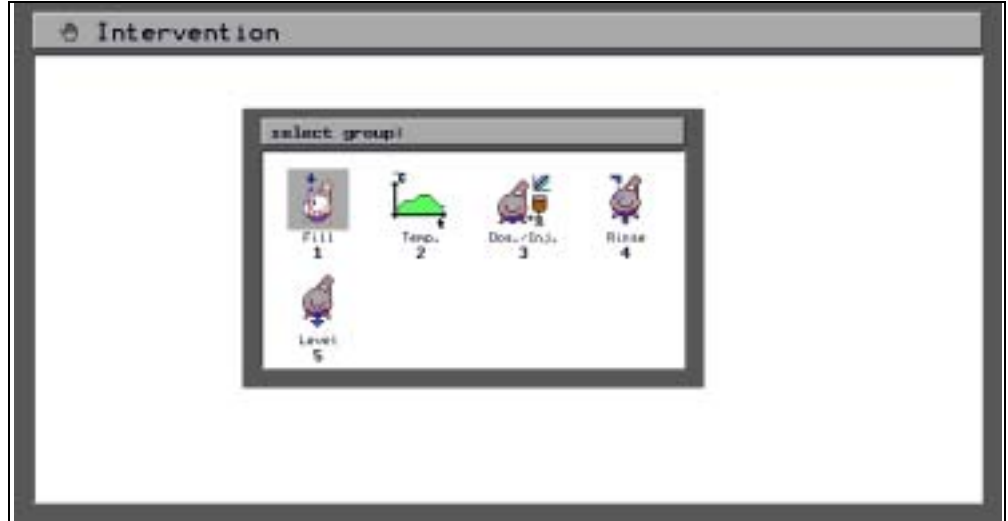 Intervention
select group!
Fill Temp. Dos./Inj. Rinse
1 2 3 4
Level
5